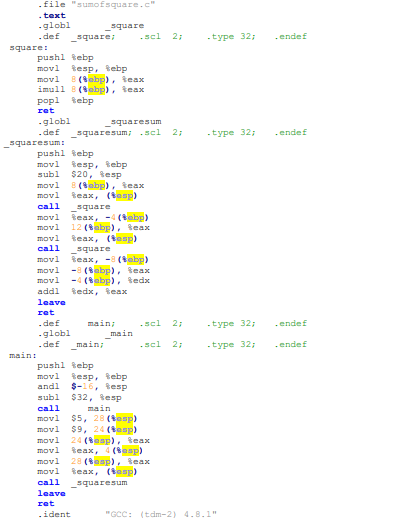 .file "sumofsquare.c"
.text
.globl _square
.def _square; .scl 2; .type 32; .endef
square:
pushl %ebp
movl %esp, %ebp
movl 8(%ebp), %eax
imull 8(%ebp), %eax
popl %ebp
ret
.globl _squaresum
.def _squaresum; .scl 2; .type 32; .endef
_squaresum:
pushl %ebp
movl %esp, %ebp
subl $20, %esp
movl 8(%ebp), %eax
movl %eax, (%esp)
call _square
movl %eax, -4(%ebp)
movl 12(%ebp), %eax
movl %eax, (%esp)
call _square
movl %eax, -8(%ebp)
movl -8(%ebp), %eax
movl -4(%ebp), %edx
addl %edx, %eax
leave
ret
.def main; .scl 2; .type 32; .endef
.globl _main
.def _main; .scl 2; .type 32; .endef
main:
pushl %ebp
movl %esp, %ebp
andl $-16, %esp
subl $32, %esp
call main
movl $5, 28(%esp)
movl $9, 24(%esp)
movl 24(%esp), %eax
movl %eax, 4(%esp)
movl 28(%esp), %eax
movl %eax, (%esp)
call _squaresum
leave
ret
.ident "GCC: (tdm-2) 4.8.1"